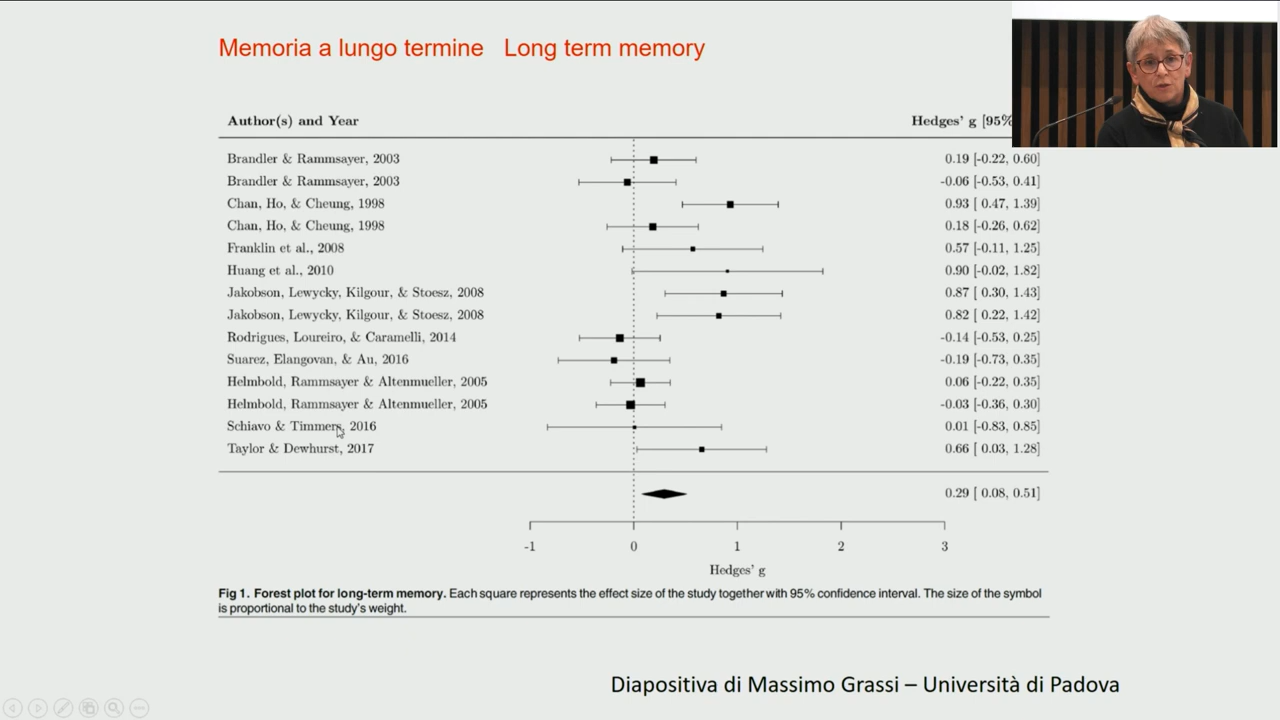 Memoria a lungo termine Long term memory
Author(s) and Year Hedges' g [95%
Brandler & Rammsayer, 2003 0.19 [-0.22, 0.60]
Brandler & Rammsayer, 2003 -0.06 [-0.53, 0.41]
Chan, Ho, & Cheung, 1998 0.93 [ 0.47, 1.39]
Chan, Ho, & Cheung, 1998 0.18 [-0.26, 0.62]
Franklin et al., 2008 0.57 [-0.11, 1.25]
Huang et al., 2010 0.90 [-0.02, 1.82]
Jakobson, Lewycky, Kilgour, & Stoesz, 2008 0.87 [ 0.30, 1.43]
Jakobson, Lewycky, Kilgour, & Stoesz, 2008 0.82 [ 0.22, 1.42]
Rodrigues, Loureiro, & Caramelli, 2014 -0.14 [-0.53, 0.25]
Suarez, Elangovan, & Au, 2016 -0.19 [-0.73, 0.35]
Helmbold, Rammsayer & Altenmueller, 2005 0.06 [-0.22, 0.35]
Helmbold, Rammsayer & Altenmueller, 2005 -0.03 [-0.36, 0.30]
Schiavo & Timmers, 2016 0.01 [-0.83, 0.85]
Taylor & Dewhurst, 2017 0.66 [ 0.03, 1.28]
0.29 [ 0.08, 0.51]
-1 0 1 2 3
Hedges' g
Fig 1. Forest plot for long-term memory. Each square represents the effect size of the study together with 95% confidence interval. The size of the symbol
is proportional to the study's weight.
Diapositiva di Massimo Grassi – Università di Padova